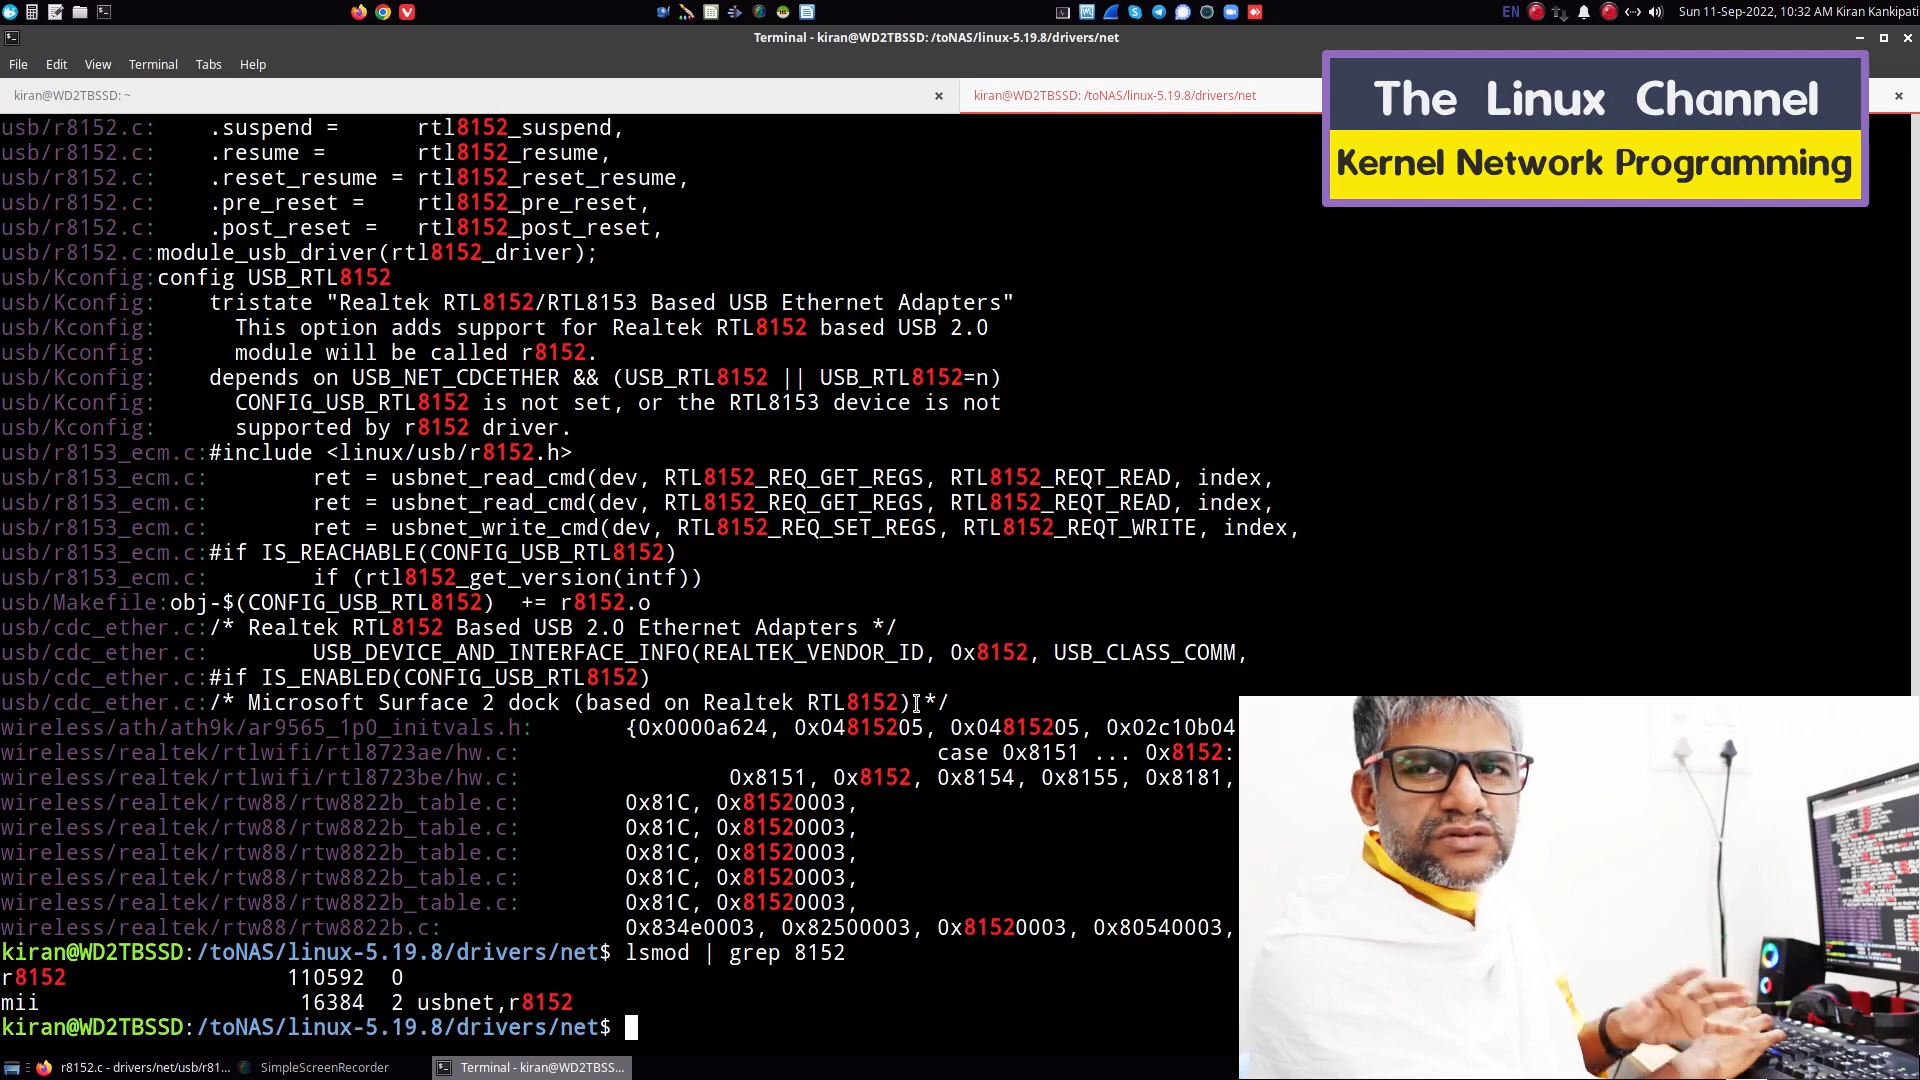 EN Sun 11-Sep-2022, 10:32 AM Kiran Kankipati
Terminal - kiran@WD2TBSSD: /toNAS/linux-5.19.8/drivers/net
File Edit View Terminal Tabs Help
kiran@WD2TBSSD: ~
kiran@WD2TBSSD: /toNAS/linux-5.19.8/drivers/net
The Linux Channel
Kernel Network Programming
usb/r8152.c: .suspend = rtl8152_suspend,
usb/r8152.c: .resume = rtl8152_resume,
usb/r8152.c: .reset_resume = rtl8152_reset_resume,
usb/r8152.c: .pre_reset = rtl8152_pre_reset,
usb/r8152.c: .post_reset = rtl8152_post_reset,
usb/r8152.c:module_usb_driver(rtl8152_driver);
usb/Kconfig:config USB_RTL8152
usb/Kconfig: tristate "Realtek RTL8152/RTL8153 Based USB Ethernet Adapters"
usb/Kconfig: This option adds support for Realtek RTL8152 based USB 2.0
usb/Kconfig: module will be called r8152.
usb/Kconfig: depends on USB_NET_CDCETHER && (USB_RTL8152 || USB_RTL8152=n)
usb/Kconfig: CONFIG_USB_RTL8152 is not set, or the RTL8153 device is not
usb/Kconfig: supported by r8152 driver.
usb/r8153_ecm.c:#include <linux/usb/r8152.h>
usb/r8153_ecm.c: ret = usbnet_read_cmd(dev, RTL8152_REQ_GET_REGS, RTL8152_REQT_READ, index,
usb/r8153_ecm.c: ret = usbnet_read_cmd(dev, RTL8152_REQ_GET_REGS, RTL8152_REQT_READ, index,
usb/r8153_ecm.c: ret = usbnet_write_cmd(dev, RTL8152_REQ_SET_REGS, RTL8152_REQT_WRITE, index,
usb/r8153_ecm.c:#if IS_REACHABLE(CONFIG_USB_RTL8152)
usb/r8153_ecm.c: if (rtl8152_get_version(intf))
usb/Makefile:obj-$(CONFIG_USB_RTL8152) += r8152.o
usb/cdc_ether.c:/* Realtek RTL8152 Based USB 2.0 Ethernet Adapters */
usb/cdc_ether.c: USB_DEVICE_AND_INTERFACE_INFO(REALTEK_VENDOR_ID, 0x8152, USB_CLASS_COMM,
usb/cdc_ether.c:#if IS_ENABLED(CONFIG_USB_RTL8152)
usb/cdc_ether.c:/* Microsoft Surface 2 dock (based on Realtek RTL8152) */
wireless/ath/ath9k/ar9565_1p0_initvals.h: {0x0000a624, 0x04815205, 0x04815205, 0x02c10b04
wireless/realtek/rtlwifi/rtl8723ae/hw.c: case 0x8151 ... 0x8152:
wireless/realtek/rtlwifi/rtl8723be/hw.c: 0x8151, 0x8152, 0x8154, 0x8155, 0x8181,
wireless/realtek/rtw88/rtw8822b_table.c: 0x81C, 0x81520003,
wireless/realtek/rtw88/rtw8822b_table.c: 0x81C, 0x81520003,
wireless/realtek/rtw88/rtw8822b_table.c: 0x81C, 0x81520003,
wireless/realtek/rtw88/rtw8822b_table.c: 0x81C, 0x81520003,
wireless/realtek/rtw88/rtw8822b_table.c: 0x81C, 0x81520003,
wireless/realtek/rtw88/rtw8822b.c: 0x834e0003, 0x82500003, 0x81520003, 0x80540003,
kiran@WD2TBSSD:/toNAS/linux-5.19.8/drivers/net$ lsmod | grep 8152
r8152 110592 0
mii 16384 2 usbnet,r8152
kiran@WD2TBSSD:/toNAS/linux-5.19.8/drivers/net$
r8152.c - drivers/net/usb/r81... SimpleScreenRecorder Terminal - kiran@WD2TBSS...